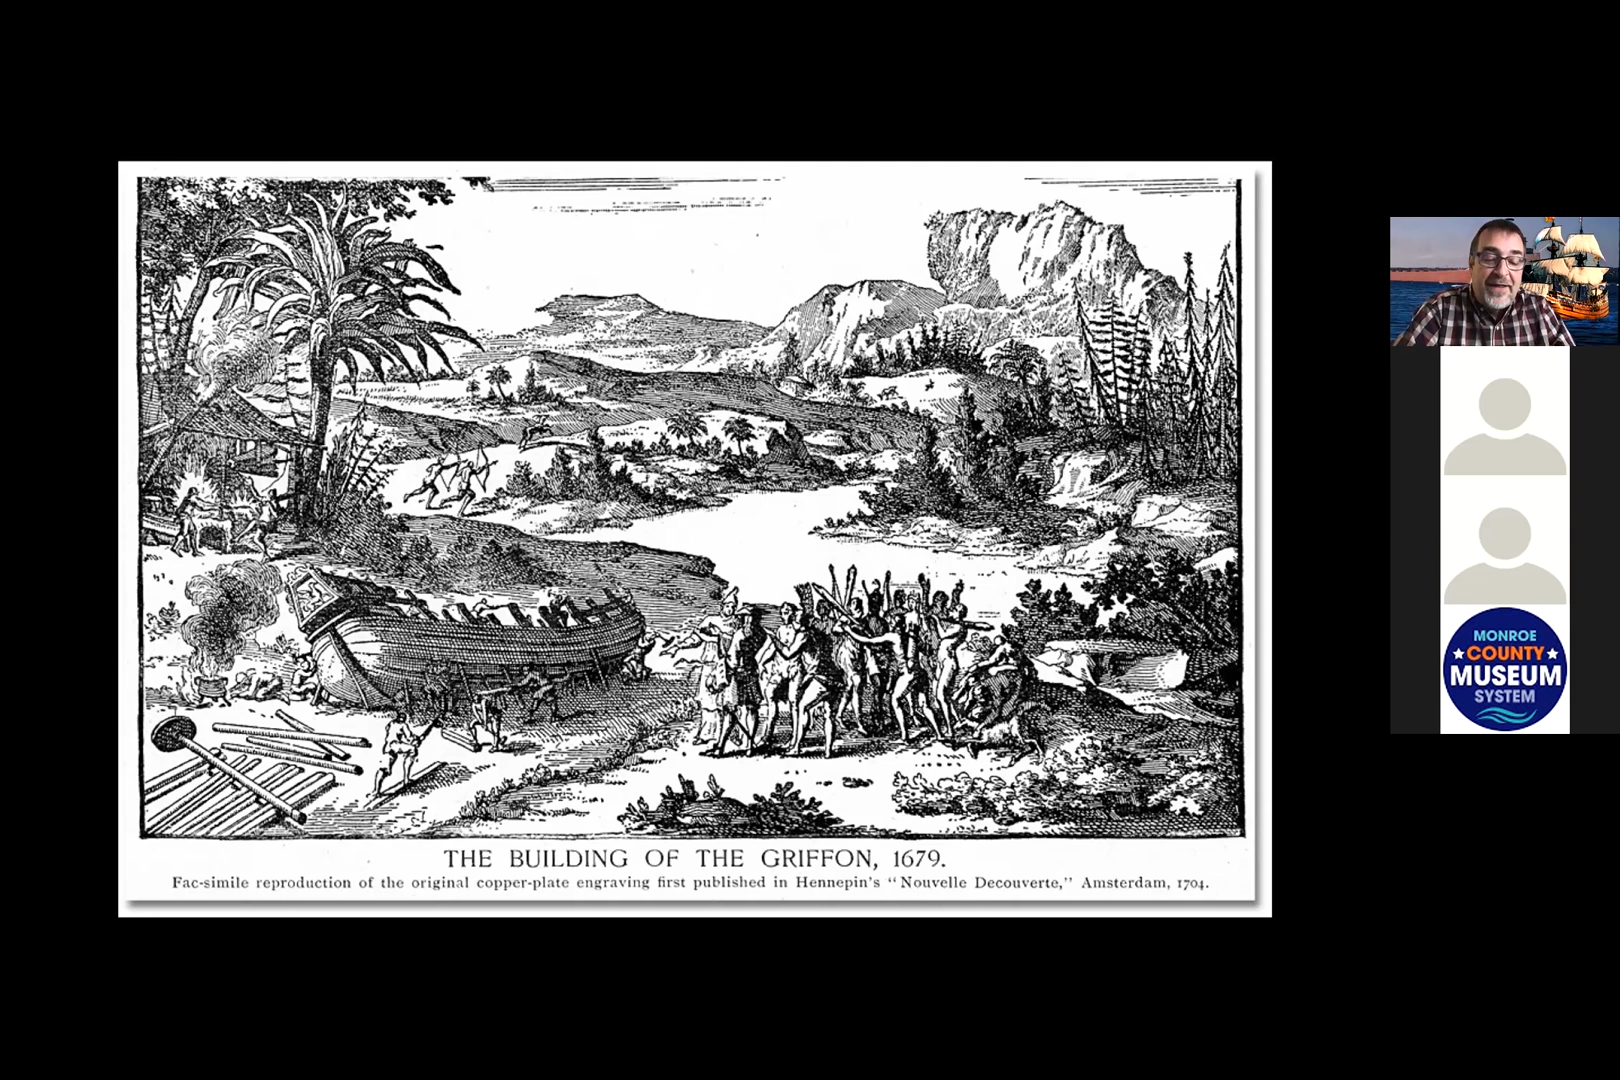 THE BUILDING OF THE GRIFFON, 1679.
Fac-simile reproduction of the original copper-plate engraving first published in Hennepin's "Nouvelle Decouverte," Amsterdam, 1704.
MONROE
COUNTY
MUSEUM
SYSTEM